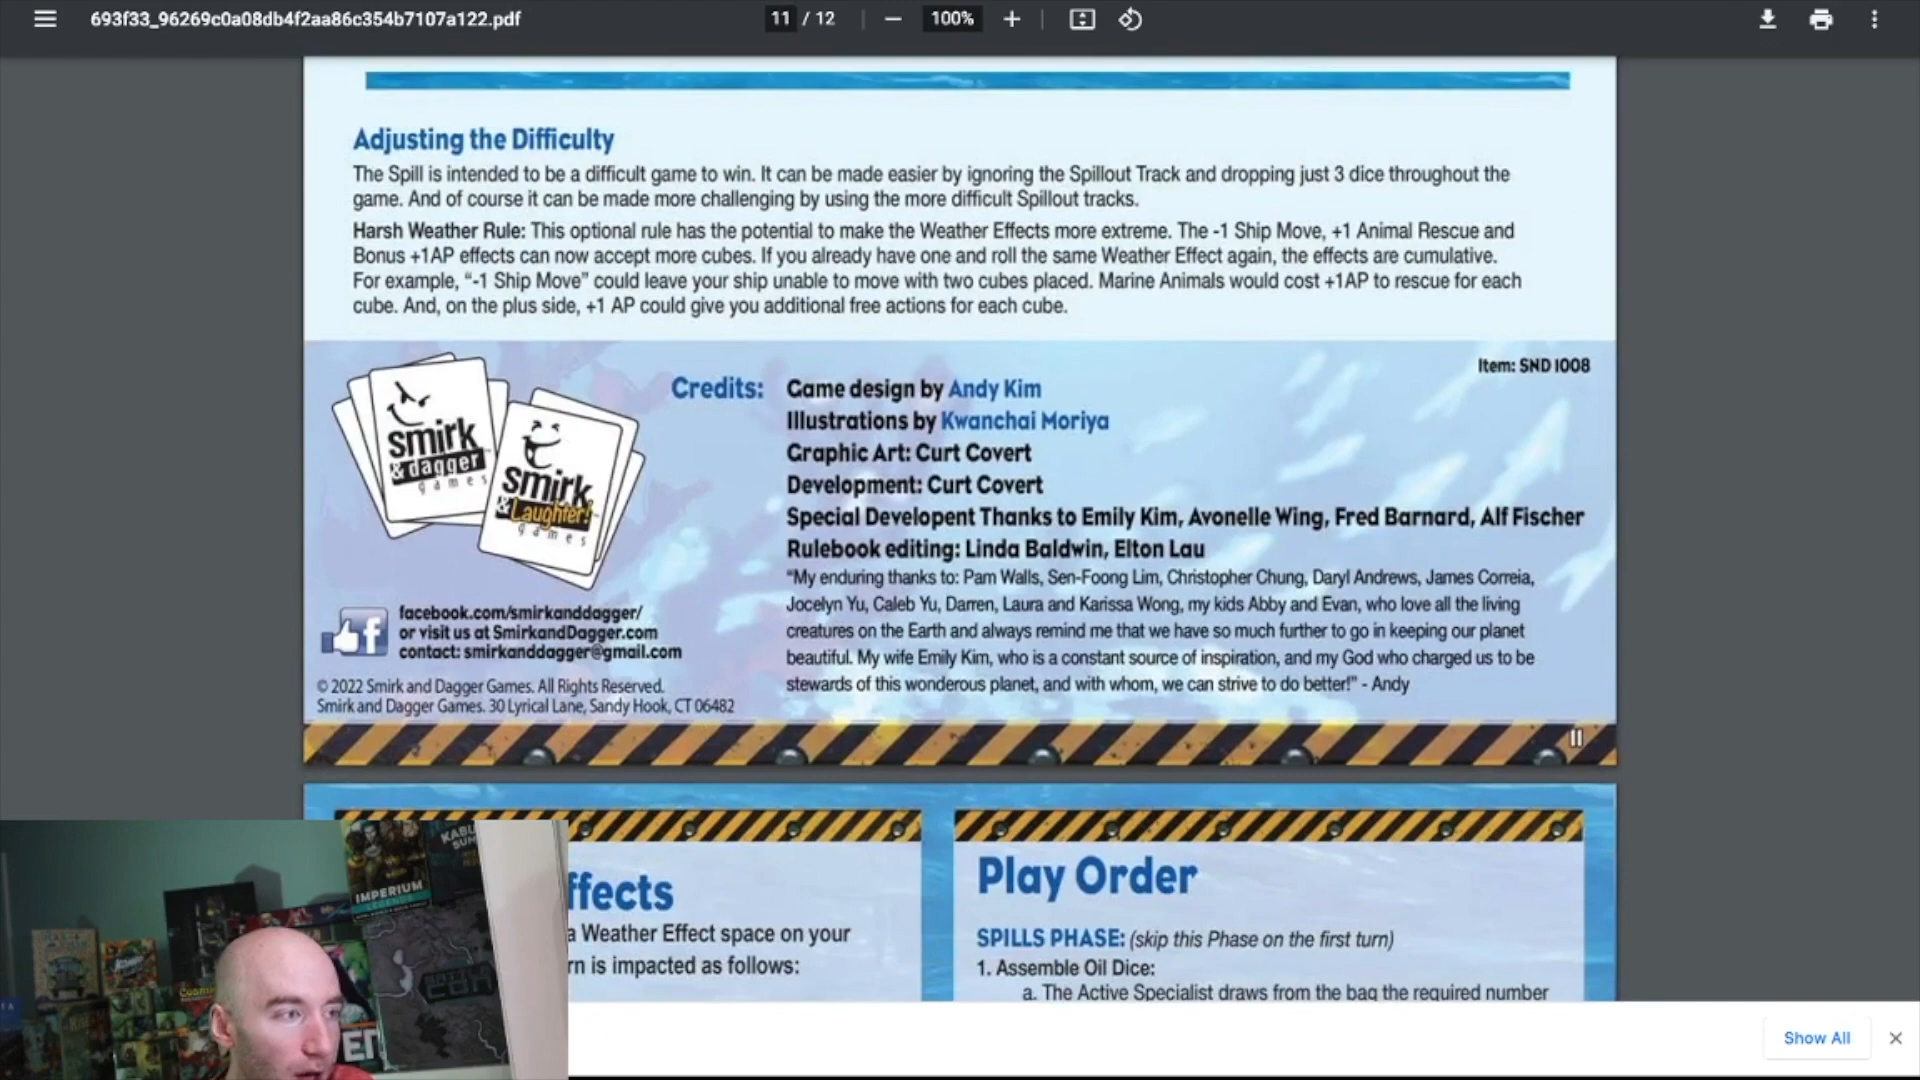 693f33_96269c0a08db4f2aa86c354b7107a122.pdf
11 / 12
100%
Adjusting the Difficulty
The Spill is intended to be a difficult game to win. It can be made easier by ignoring the Spillout Track and dropping just 3 dice throughout the
game. And of course it can be made more challenging by using the more difficult Spillout tracks.
Harsh Weather Rule: This optional rule has the potential to make the Weather Effects more extreme. The -1 Ship Move, +1 Animal Rescue and
Bonus +1AP effects can now accept more cubes. If you already have one and roll the same Weather Effect again, the effects are cumulative.
For example, “-1 Ship Move” could leave your ship unable to move with two cubes placed. Marine Animals would cost +1AP to rescue for each
cube. And, on the plus side, +1 AP could give you additional free actions for each cube.
Item: SND 1008
smirk
& dagger
games
smirk
& Laughter!
games
Credits:
Game design by Andy Kim
Illustrations by Kwanchai Moriya
Graphic Art: Curt Covert
Development: Curt Covert
Special Developent Thanks to Emily Kim, Avonelle Wing, Fred Barnard, Alf Fischer
Rulebook editing: Linda Baldwin, Elton Lau
“My enduring thanks to: Pam Walls, Sen-Foong Lim, Christopher Chung, Daryl Andrews, James Correia,
Jocelyn Yu, Caleb Yu, Darren, Laura and Karissa Wong, my kids Abby and Evan, who love all the living
creatures on the Earth and always remind me that we have so much further to go in keeping our planet
beautiful. My wife Emily Kim, who is a constant source of inspiration, and my God who charged us to be
stewards of this wonderous planet, and with whom, we can strive to do better!” - Andy
facebook.com/smirkanddagger/
or visit us at SmirkandDagger.com
contact: smirkanddagger@gmail.com
© 2022 Smirk and Dagger Games. All Rights Reserved.
Smirk and Dagger Games. 30 Lyrical Lane, Sandy Hook, CT 06482
11
ffects
a Weather Effect space on your
rn is impacted as follows:
Play Order
SPILLS PHASE: (skip this Phase on the first turn)
1. Assemble Oil Dice:
a. The Active Specialist draws from the bag the required number
IMPERIUM
LEGENDS
Show All